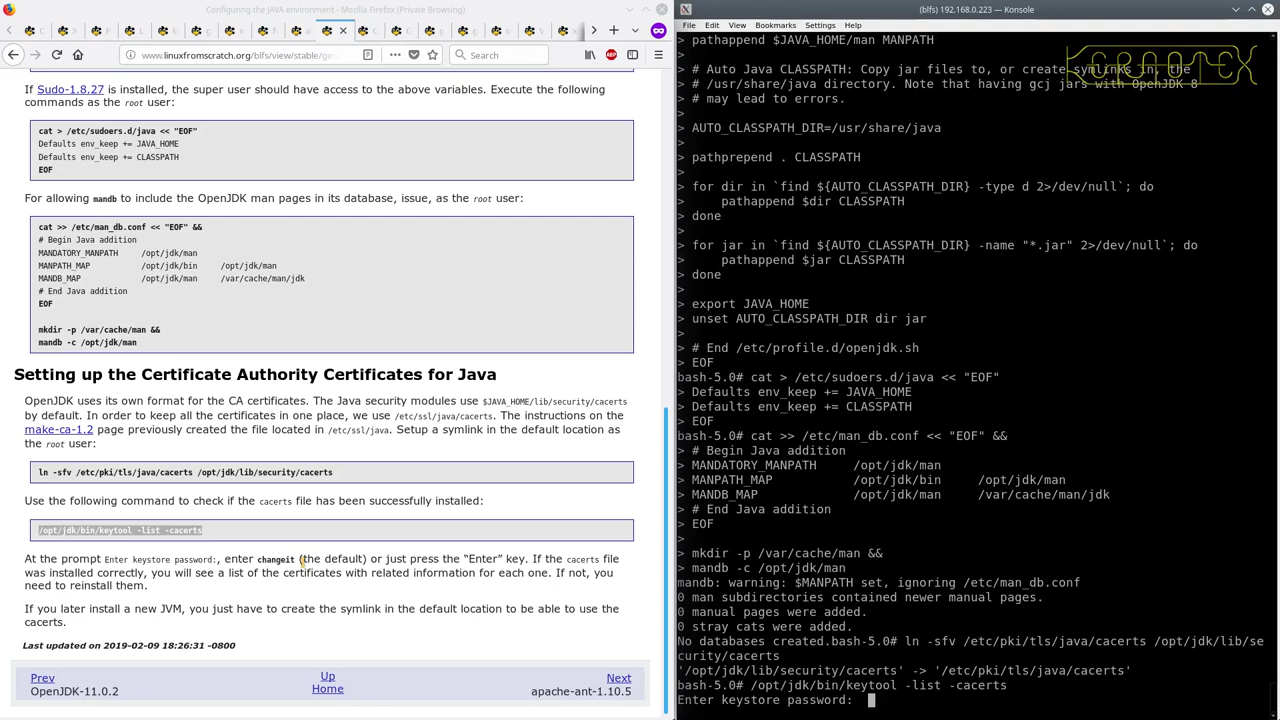 Configuring the JAVA environment - Mozilla Firefox (Private Browsing)
www.linuxfromscratch.org/blfs/view/stable/ge
Search
If Sudo-1.8.27 is installed, the super user should have access to the above variables. Execute the following
commands as the root user:
cat > /etc/sudoers.d/java << "EOF"
Defaults env_keep += JAVA_HOME
Defaults env_keep += CLASSPATH
EOF
For allowing mandb to include the OpenJDK man pages in its database, issue, as the root user:
cat >> /etc/man_db.conf << "EOF" &&
# Begin Java addition
MANDATORY_MANPATH /opt/jdk/man
MANPATH_MAP /opt/jdk/bin /opt/jdk/man
MANDB_MAP /opt/jdk/man /var/cache/man/jdk
# End Java addition
EOF
mkdir -p /var/cache/man &&
mandb -c /opt/jdk/man
Setting up the Certificate Authority Certificates for Java
OpenJDK uses its own format for the CA certificates. The Java security modules use $JAVA_HOME/lib/security/cacerts
by default. In order to keep all the certificates in one place, we use /etc/ssl/java/cacerts. The instructions on the
make-ca-1.2 page previously created the file located in /etc/ssl/java. Setup a symlink in the default location as
the root user:
ln -sfv /etc/pki/tls/java/cacerts /opt/jdk/lib/security/cacerts
Use the following command to check if the cacerts file has been successfully installed:
/opt/jdk/bin/keytool -list -cacerts
At the prompt Enter keystore password:, enter changeit (the default) or just press the “Enter” key. If the cacerts file
was installed correctly, you will see a list of the certificates with related information for each one. If not, you
need to reinstall them.
If you later install a new JVM, you just have to create the symlink in the default location to be able to use the
cacerts.
Last updated on 2019-02-09 18:26:31 -0800
Prev Up Next
OpenJDK-11.0.2 Home apache-ant-1.10.5
(blfs) 192.168.0.223 — Konsole
File Edit View Bookmarks Settings Help
KERNOTEX
> pathappend $JAVA_HOME/man MANPATH
>
> # Auto Java CLASSPATH: Copy jar files to, or create symlinks in, the
> # /usr/share/java directory. Note that having gcj jars with OpenJDK 8
> # may lead to errors.
>
> AUTO_CLASSPATH_DIR=/usr/share/java
>
> pathprepend . CLASSPATH
>
> for dir in `find ${AUTO_CLASSPATH_DIR} -type d 2>/dev/null`; do
> pathappend $dir CLASSPATH
> done
>
> for jar in `find ${AUTO_CLASSPATH_DIR} -name "*.jar" 2>/dev/null`; do
> pathappend $jar CLASSPATH
> done
>
> export JAVA_HOME
> unset AUTO_CLASSPATH_DIR dir jar
>
> # End /etc/profile.d/openjdk.sh
> EOF
bash-5.0# cat > /etc/sudoers.d/java << "EOF"
> Defaults env_keep += JAVA_HOME
> Defaults env_keep += CLASSPATH
> EOF
bash-5.0# cat >> /etc/man_db.conf << "EOF" &&
> # Begin Java addition
> MANDATORY_MANPATH /opt/jdk/man
> MANPATH_MAP /opt/jdk/bin /opt/jdk/man
> MANDB_MAP /opt/jdk/man /var/cache/man/jdk
> # End Java addition
> EOF
>
> mkdir -p /var/cache/man &&
> mandb -c /opt/jdk/man
mandb: warning: $MANPATH set, ignoring /etc/man_db.conf
0 man subdirectories contained newer manual pages.
0 manual pages were added.
0 stray cats were added.
No databases created.bash-5.0# ln -sfv /etc/pki/tls/java/cacerts /opt/jdk/lib/se
curity/cacerts
'/opt/jdk/lib/security/cacerts' -> '/etc/pki/tls/java/cacerts'
bash-5.0# /opt/jdk/bin/keytool -list -cacerts
Enter keystore password: